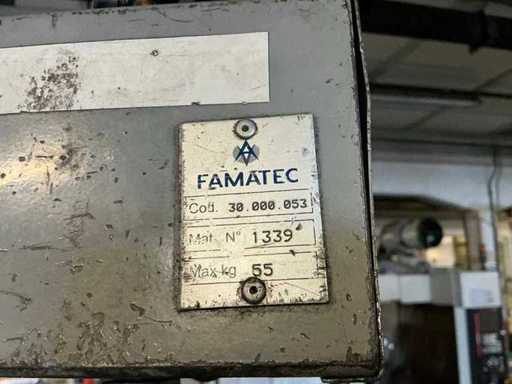 FAMATEC
Cod. 30.000.053
Mat. N° 1339
Max kg 55